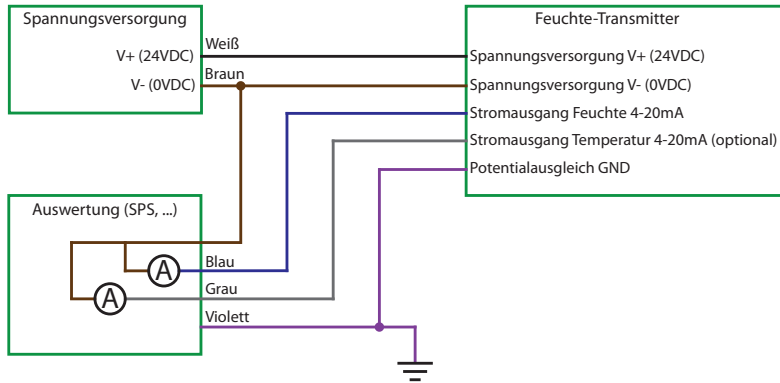 Spannungsversorgung
V+ (24VDC)
V- (0VDC)
Weiß
Braun
Feuchte-Transmitter
Spannungsversorgung V+ (24VDC)
Spannungsversorgung V- (0VDC)
Stromausgang Feuchte 4-20mA
Stromausgang Temperatur 4-20mA (optional)
Potentialausgleich GND
Auswertung (SPS, ...)
A
A
Blau
Grau
Violett